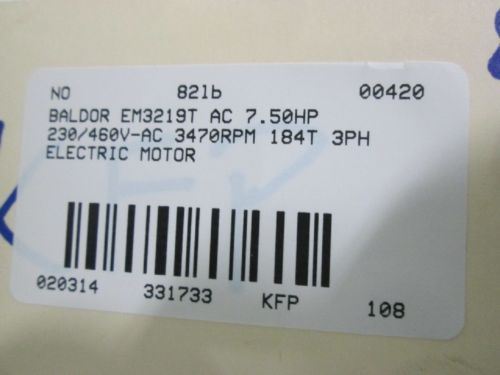 NO 82lb 00420
BALDOR EM3219T AC 7.50HP
230/460V-AC 3470RPM 184T 3PH
ELECTRIC MOTOR
020314 331733 KFP 108